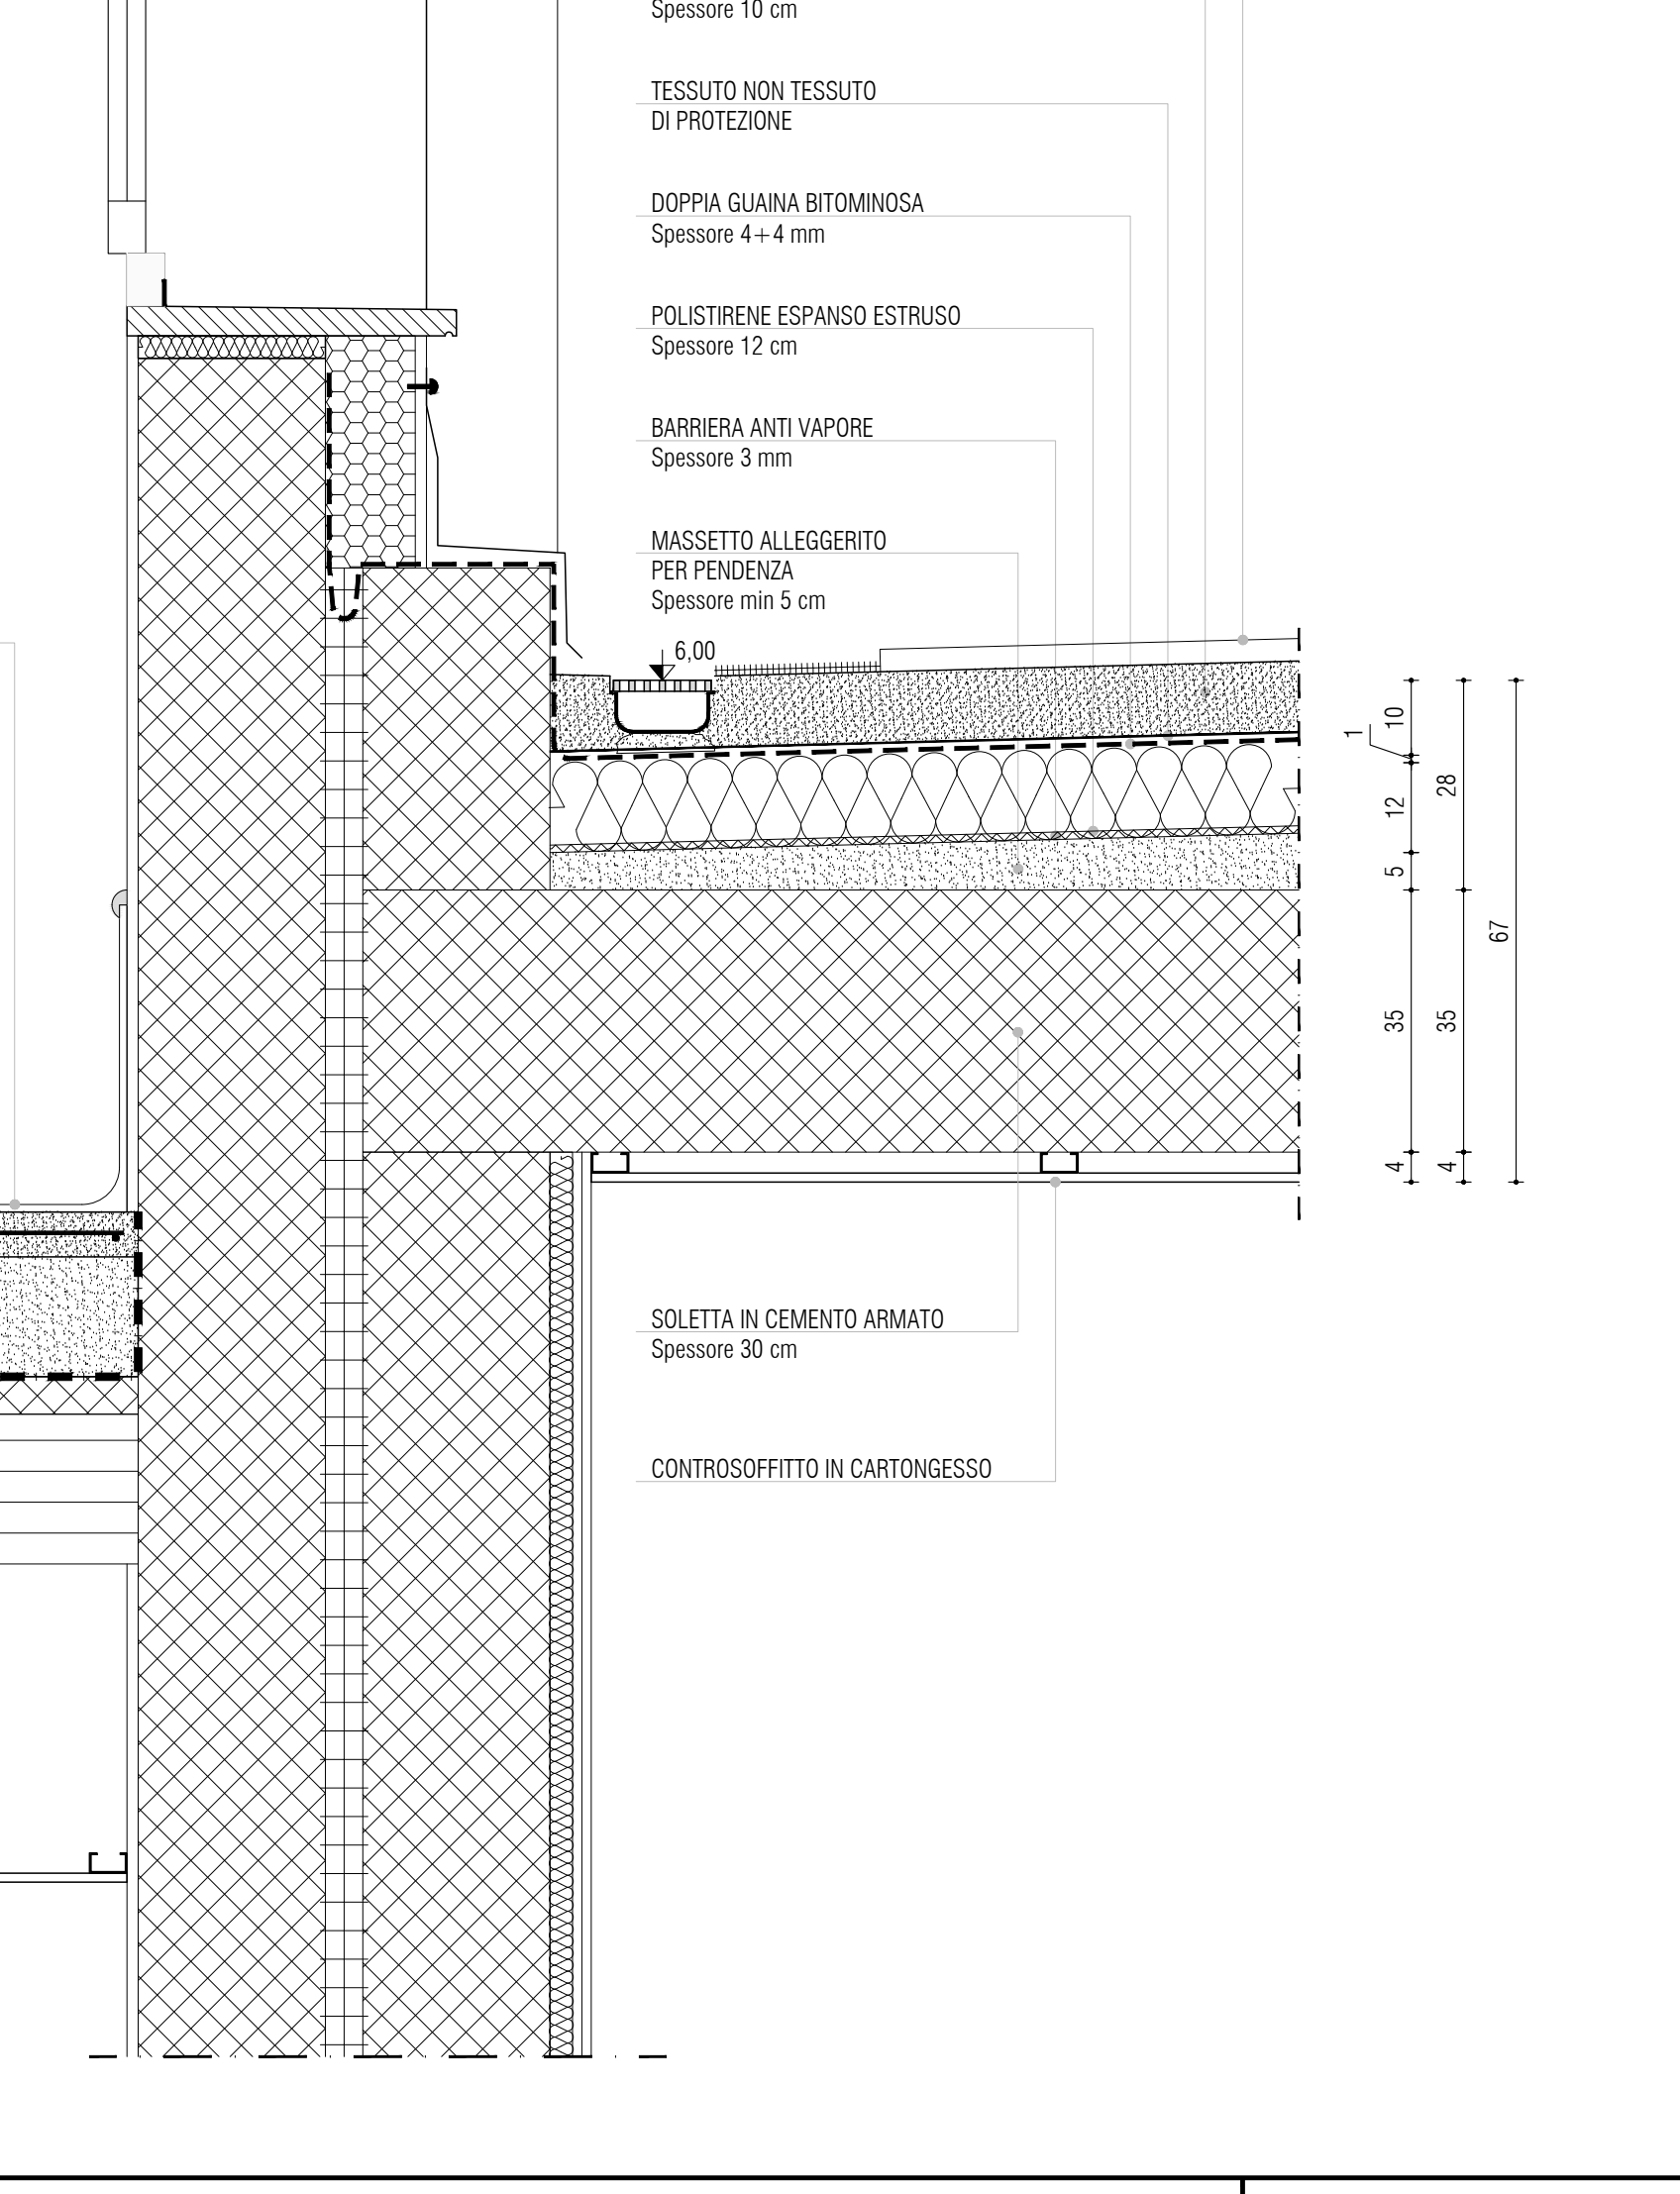 Spessore 10 cm
TESSUTO NON TESSUTO
DI PROTEZIONE
DOPPIA GUAINA BITOMINOSA
Spessore 4+4 mm
POLISTIRENE ESPANSO ESTRUSO
Spessore 12 cm
BARRIERA ANTI VAPORE
Spessore 3 mm
MASSETTO ALLEGGERITO
PER PENDENZA
Spessore min 5 cm
6,00
1
10
12
28
5
67
35
35
4
4
SOLETTA IN CEMENTO ARMATO
Spessore 30 cm
CONTROSOFFITTO IN CARTONGESSO